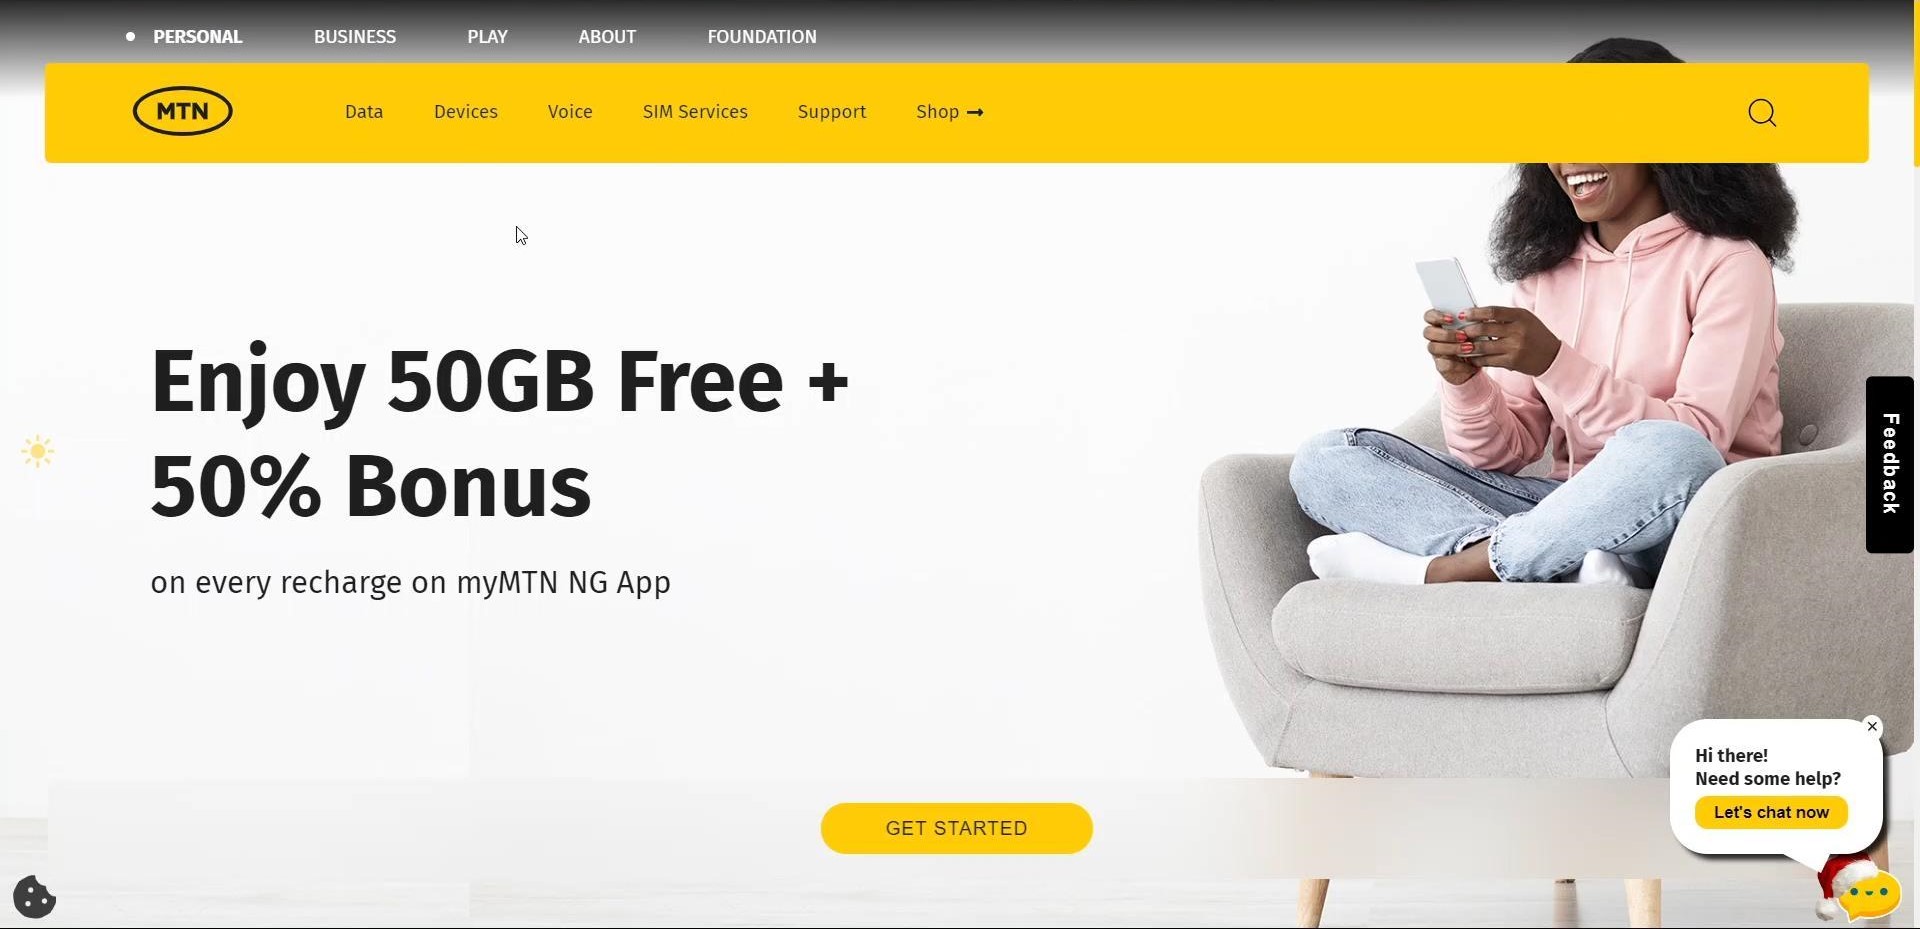 PERSONAL BUSINESS PLAY ABOUT FOUNDATION
MTN Data Devices Voice SIM Services Support Shop
Enjoy 50GB Free +
50% Bonus
on every recharge on myMTN NG App
GET STARTED
Feedback
Hi there!
Need some help?
Let's chat now